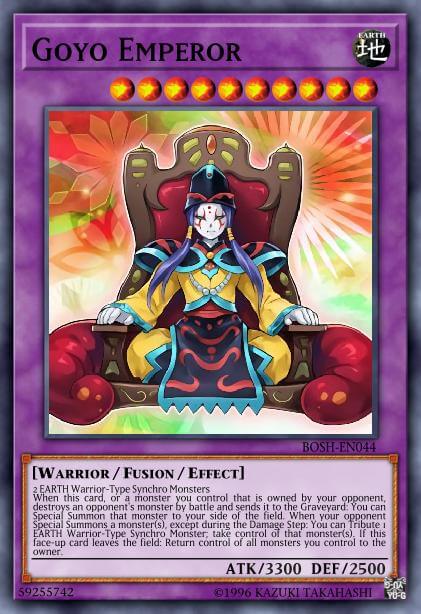 GOYO EMPEROR
EARTH
地
BOSH-EN044
[WARRIOR / FUSION / EFFECT]
2 EARTH Warrior-Type Synchro Monsters
When this card, or a monster you control that is owned by your opponent,
destroys an opponent's monster by battle and sends it to the Graveyard: You can
Special Summon that monster to your side of the field. When your opponent
Special Summons a monster(s), except during the Damage Step: You can Tribute 1
EARTH Warrior-Type Synchro Monster; take control of that monster(s). If this
face-up card leaves the field: Return control of all monsters you control to the
owner.
ATK/3300 DEF/2500
59255742
©1996 KAZUKI TAKAHASHI